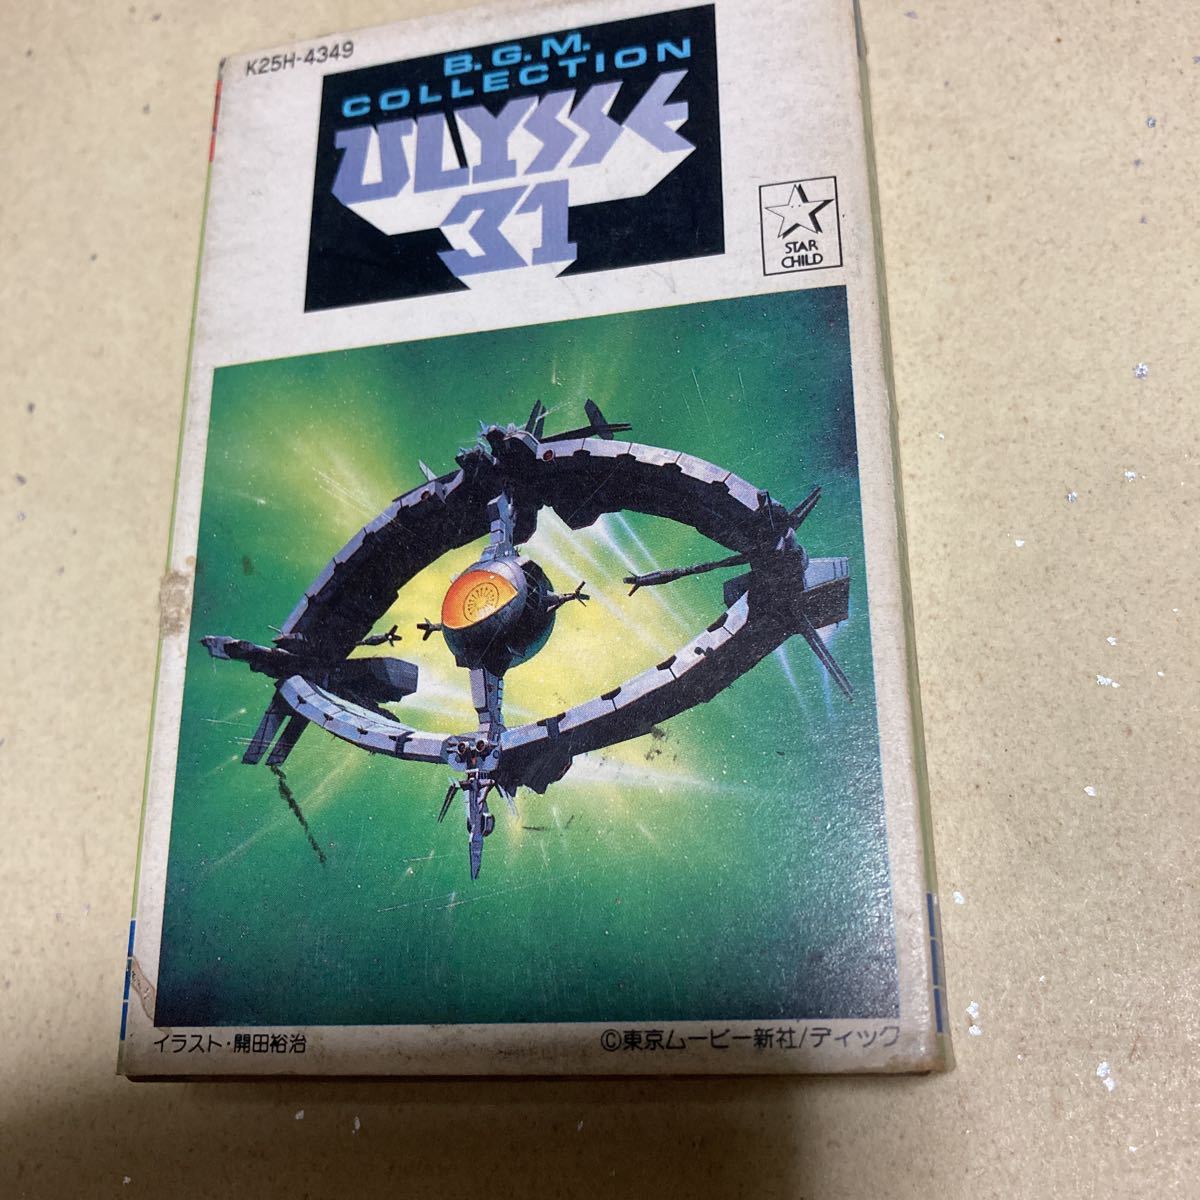 K25H-4349
B.G.M.
COLLECTION
ULYSSE
31
STAR
CHILD
イラスト・開田裕治
©東京ムービー新社/ディック